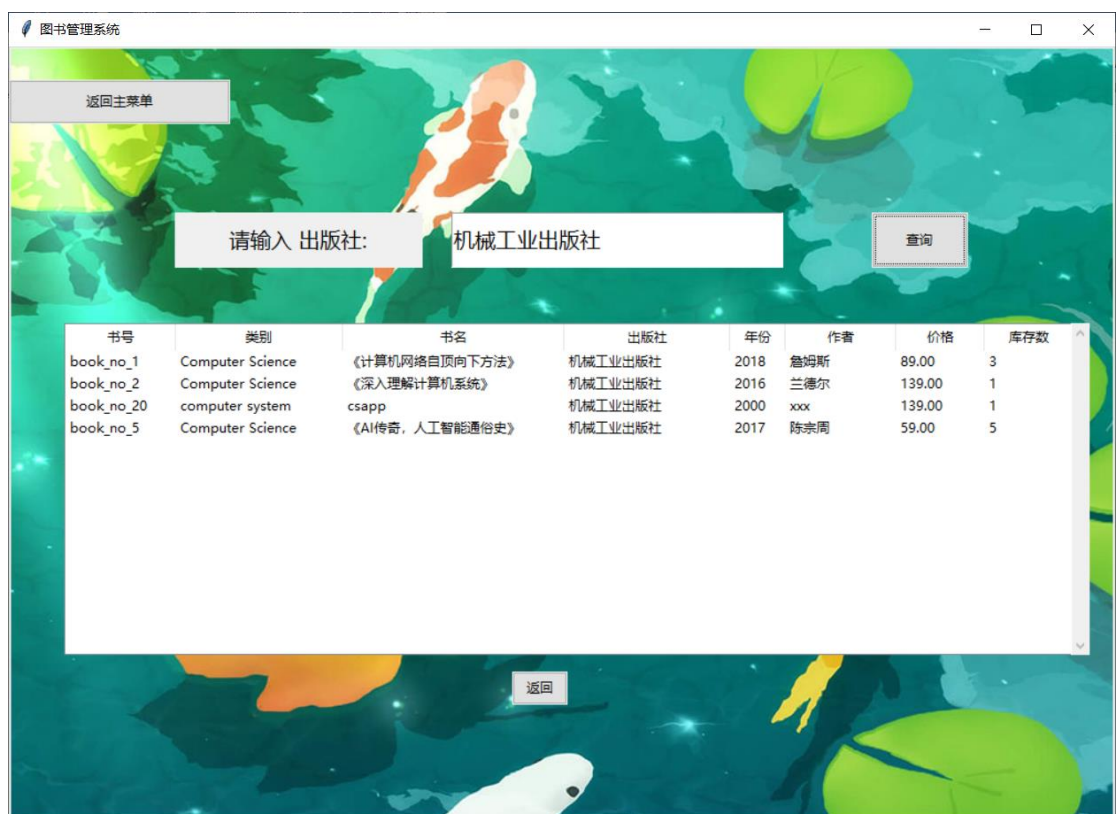 图书管理系统
返回主菜单
请输入 出版社: 机械工业出版社 查询
书号 类别 书名 出版社 年份 作者 价格 库存数
book_no_1 Computer Science 《计算机网络自顶向下方法》 机械工业出版社 2018 詹姆斯 89.00 3
book_no_2 Computer Science 《深入理解计算机系统》 机械工业出版社 2016 兰德尔 139.00 1
book_no_20 computer system csapp 机械工业出版社 2000 xxx 139.00 1
book_no_5 Computer Science 《AI传奇，人工智能通俗史》 机械工业出版社 2017 陈宗周 59.00 5
返回